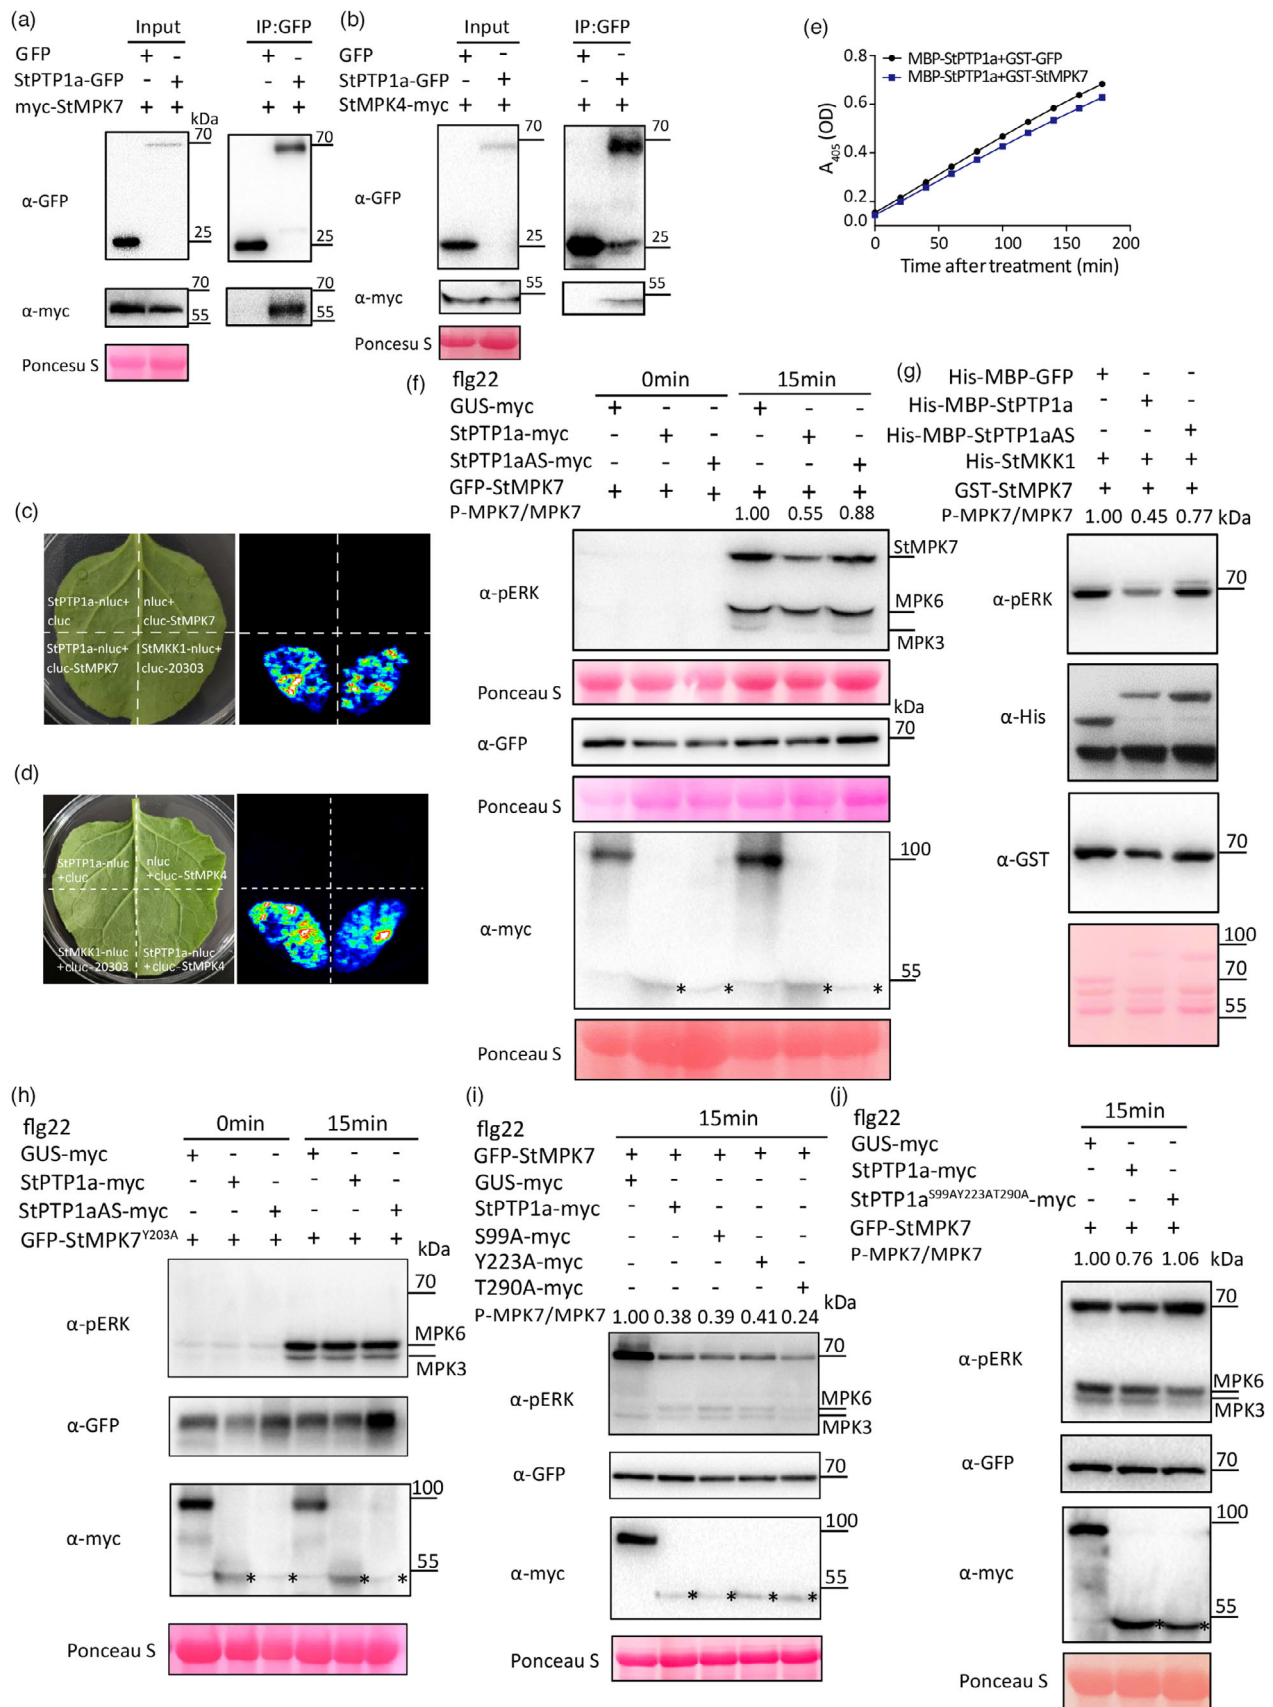 (a)
Input IP:GFP
GFP + - + -
StPTP1a-GFP - + - +
myc-StMPK7 + + + +
kDa
70 70
α-GFP
25 25
70 70
α-myc
55 55
Poncesu S
(b)
Input IP:GFP
GFP + - + -
StPTP1a-GFP - + - +
StMPK4-myc + + + +
70 70
α-GFP
25 25
55 55
α-myc
Poncesu S
(e)
MBP-StPTP1a+GST-GFP
MBP-StPTP1a+GST-StMPK7
A405 (OD)
0.8
0.6
0.4
0.2
0.0
0 50 100 150 200
Time after treatment (min)
(c)
StPTP1a-nluc+
cluc
nluc+
cluc-StMPK7
StPTP1a-nluc+
cluc-StMPK7
StMKK1-nluc+
cluc-20303
(d)
StPTP1a-nluc
+cluc
nluc
+cluc-StMPK4
StMKK1-nluc
+cluc-20303
StPTP1a-nluc
+cluc-StMPK4
(f)
flg22 0min 15min
GUS-myc + - - + - -
StPTP1a-myc - + - - + -
StPTP1aAS-myc - - + - - +
GFP-StMPK7 + + + + + +
P-MPK7/MPK7 1.00 0.55 0.88
StMPK7
α-pERK
MPK6
MPK3
Ponceau S
kDa
70
α-GFP
Ponceau S
100
α-myc
55
* * * *
Ponceau S
(g)
His-MBP-GFP + - -
His-MBP-StPTP1a - + -
His-MBP-StPTP1aAS - - +
His-StMKK1 + + +
GST-StMPK7 + + +
P-MPK7/MPK7 1.00 0.45 0.77 kDa
70
α-pERK
α-His
α-GST
70
100
70
55
(h)
flg22 0min 15min
GUS-myc + - - + - -
StPTP1a-myc - + - - + -
StPTP1aAS-myc - - + - - +
GFP-StMPK7Y203A + + + + + +
kDa
70
α-pERK
MPK6
MPK3
α-GFP
100
α-myc
55
* * * *
Ponceau S
(i)
flg22 15min
GFP-StMPK7 + + + + +
GUS-myc + - - - -
StPTP1a-myc - + - - -
S99A-myc - - + - -
Y223A-myc - - - + -
T290A-myc - - - - +
P-MPK7/MPK7 1.00 0.38 0.39 0.41 0.24 kDa
70
α-pERK
MPK6
MPK3
α-GFP
70
100
α-myc
55
* * * *
Ponceau S
(j)
flg22 15min
GUS-myc + - -
StPTP1a-myc - + -
StPTP1aS99AY223AT290A-myc - - +
GFP-StMPK7 + + +
P-MPK7/MPK7 1.00 0.76 1.06 kDa
70
α-pERK
MPK6
MPK3
α-GFP
70
100
α-myc
55
* *
Ponceau S